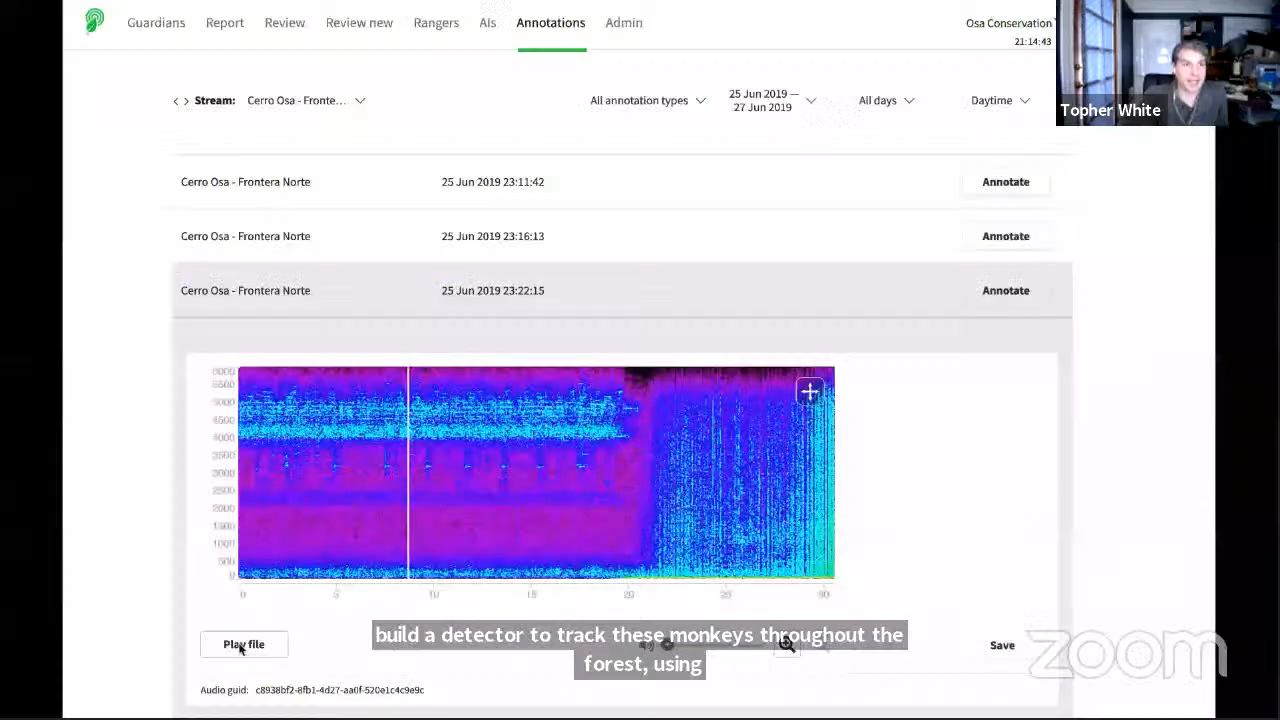 Guardians Report Review Review new Rangers AIs Annotations Admin
Osa Conservation
21:14:43
Topher White
< > Stream: Cerro Osa - Fronte... All annotation types 25 Jun 2019 — 27 Jun 2019 All days Daytime
Cerro Osa - Frontera Norte 25 Jun 2019 23:11:42 Annotate
Cerro Osa - Frontera Norte 25 Jun 2019 23:16:13 Annotate
Cerro Osa - Frontera Norte 25 Jun 2019 23:22:15 Annotate
6000
5500
5000
4500
4000
3500
3000
2500
2000
1500
1000
500
0
0 5 10 15 20 25 30
build a detector to track these monkeys throughout the
forest, using
Play file
Save
zoom
Audio guid: c8938bf2-8fb1-4d27-aa0f-520e1c4c9e9c